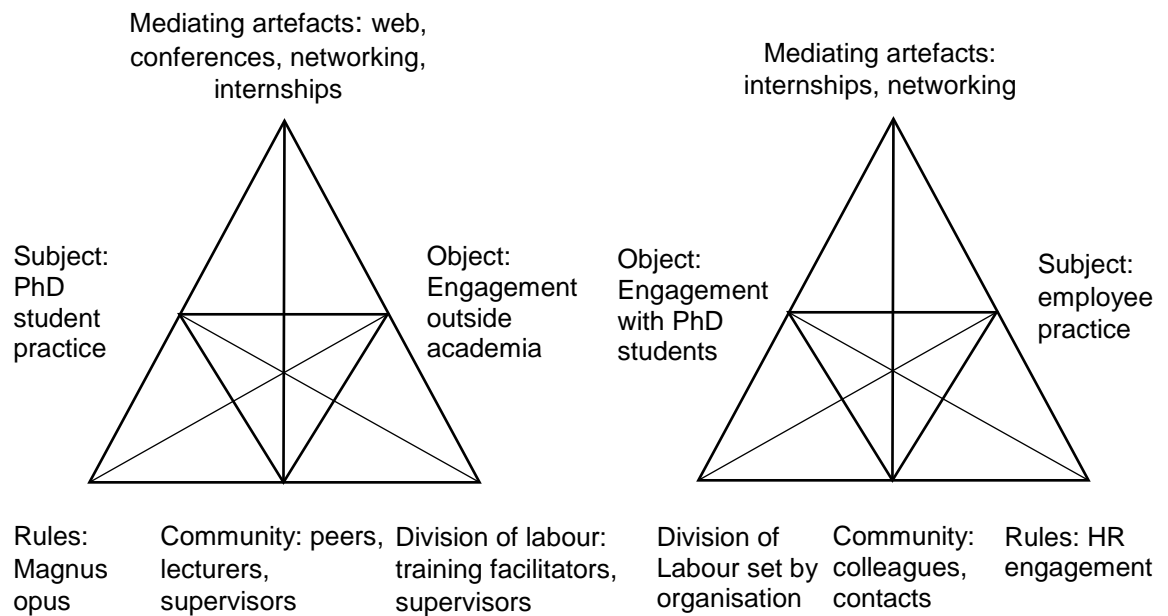 Mediating artefacts: web,
conferences, networking,
internships
Subject:
PhD
student
practice
Object:
Engagement
outside
academia
Rules:
Magnus
opus
Community: peers,
lecturers,
supervisors
Division of labour:
training facilitators,
supervisors
Mediating artefacts:
internships, networking
Object:
Engagement
with PhD
students
Subject:
employee
practice
Division of
Labour set by
organisation
Community:
colleagues,
contacts
Rules: HR
engagement